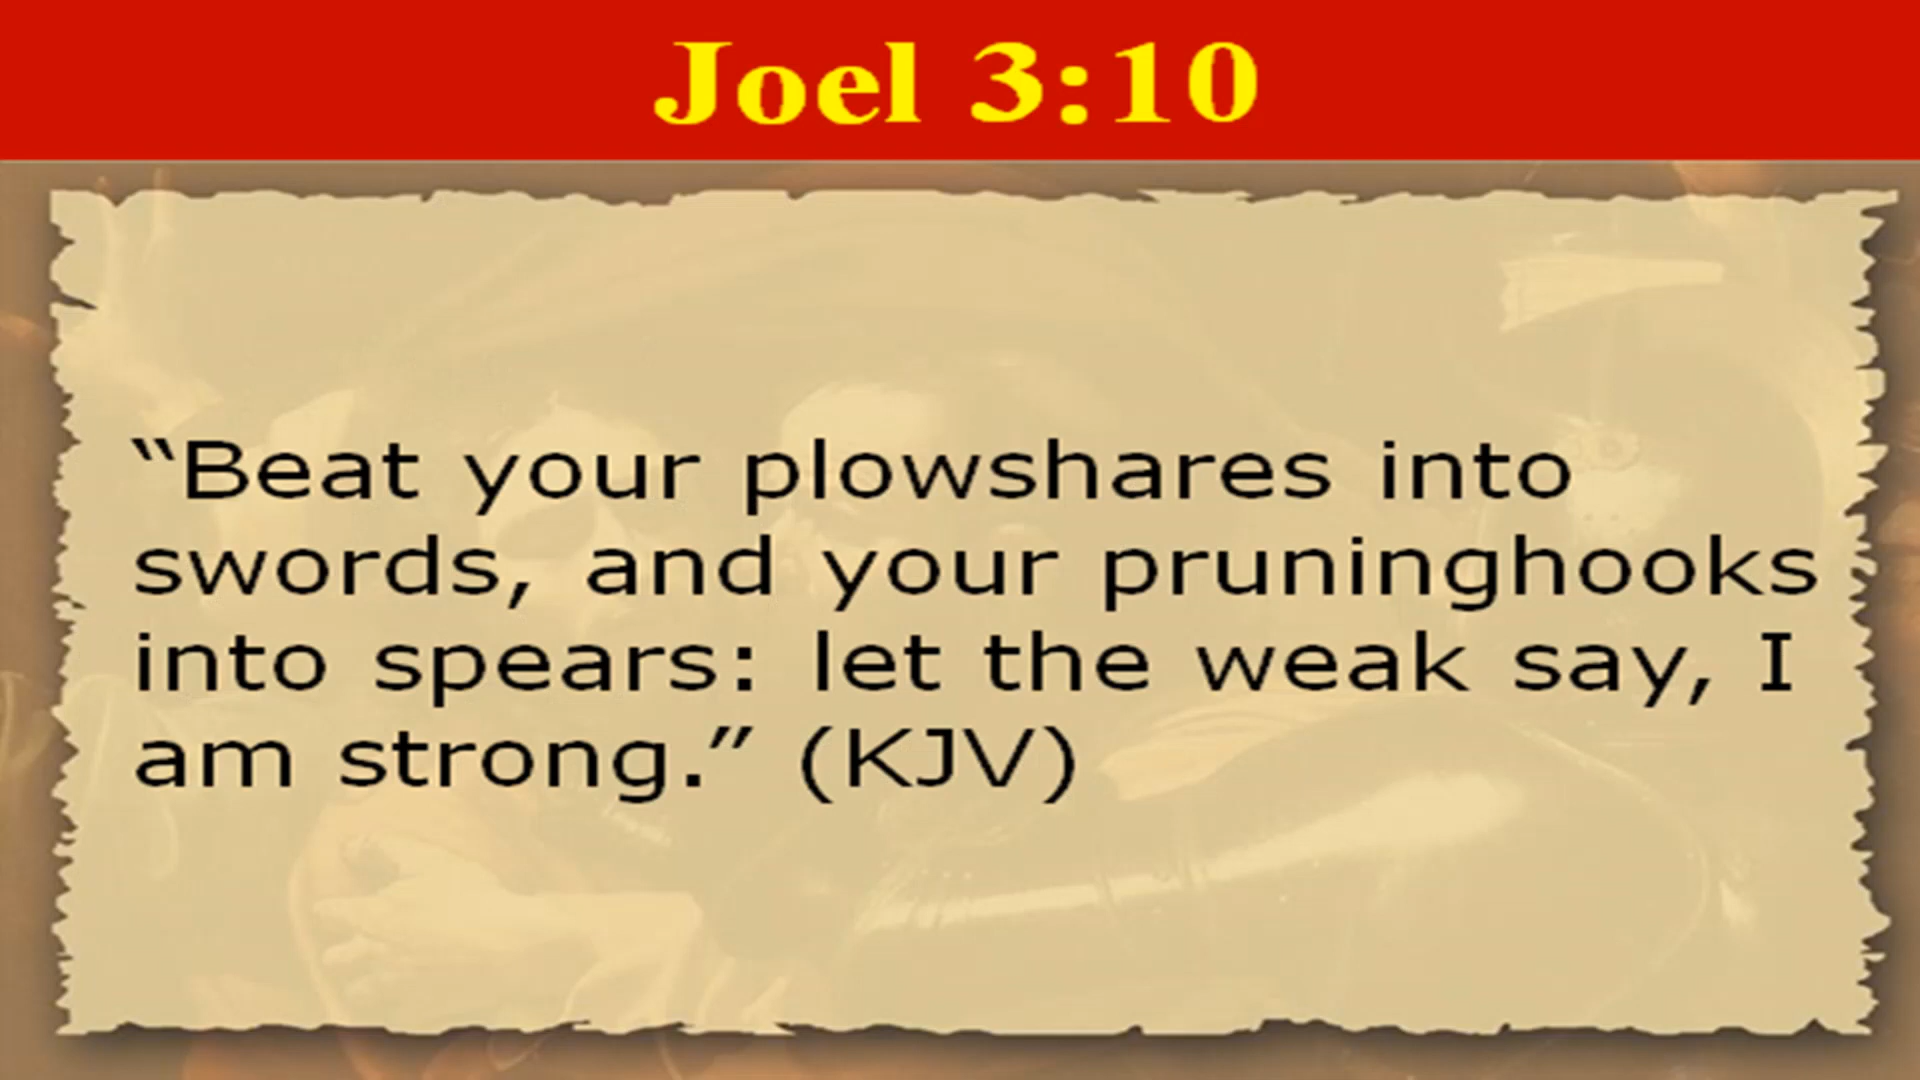 Joel 3:10
“Beat your plowshares into
swords, and your pruninghooks
into spears: let the weak say, I
am strong.” (KJV)